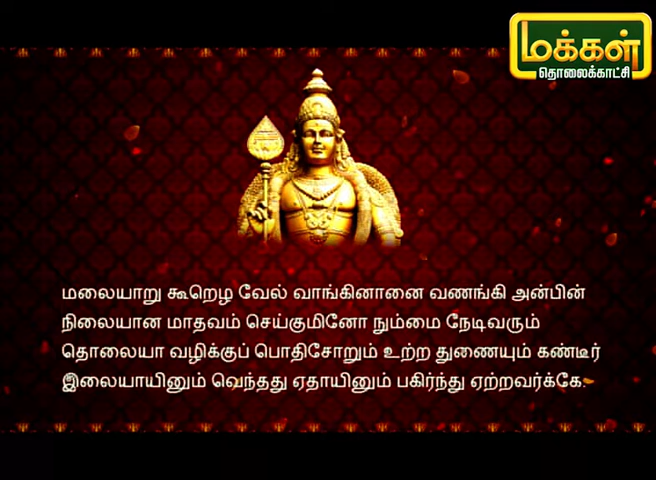 மக்கள்
தொலைக்காட்சி
மலையாறு கூறெழ வேல் வாங்கினானை வணங்கி அன்பின்
நிலையான மாதவம் செய்குமினோ நும்மை நேடிவரும்
தொலையா வழிக்குப் பொதிசோறும் உற்ற துணையும் கண்டீர்
இலையாயினும் வெந்தது ஏதாயினும் பகிர்ந்து ஏற்றவர்க்கே.